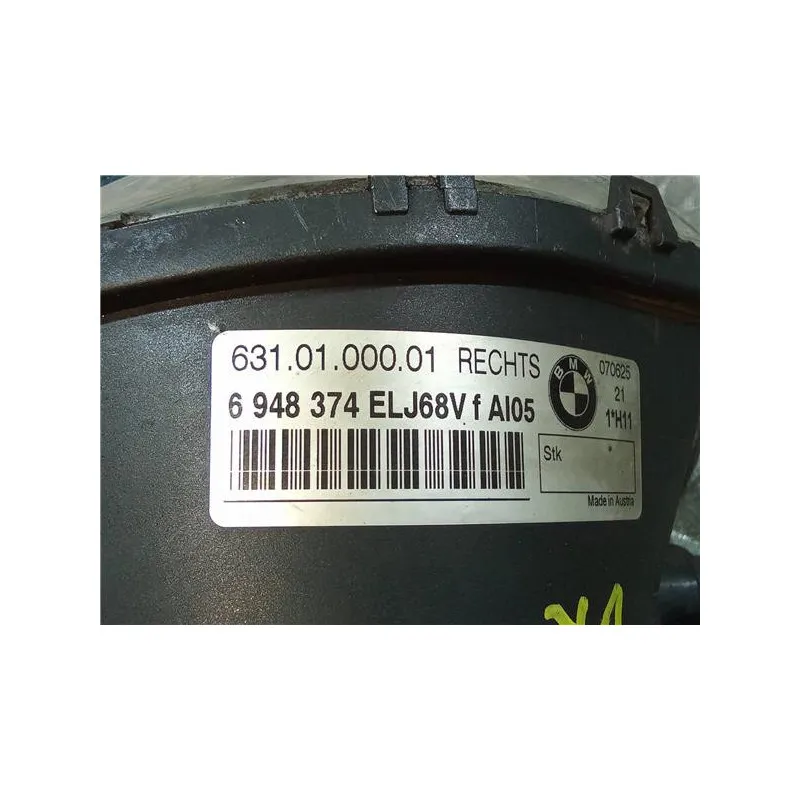 631.01.000.01 RECHTS
6 948 374 ELJ68V f AI05
BMW
070625
21
1*H11
Stk *
Made in Austria